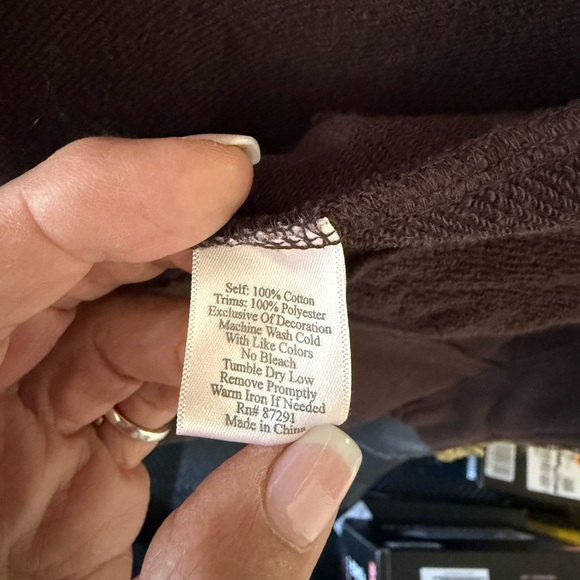 Self: 100% Cotton
Trims: 100% Polyester
Exclusive Of Decoration
Machine Wash Cold
With Like Colors
No Bleach
Tumble Dry Low
Remove Promptly
Warm Iron If Needed
Rn# 87291
Made in China